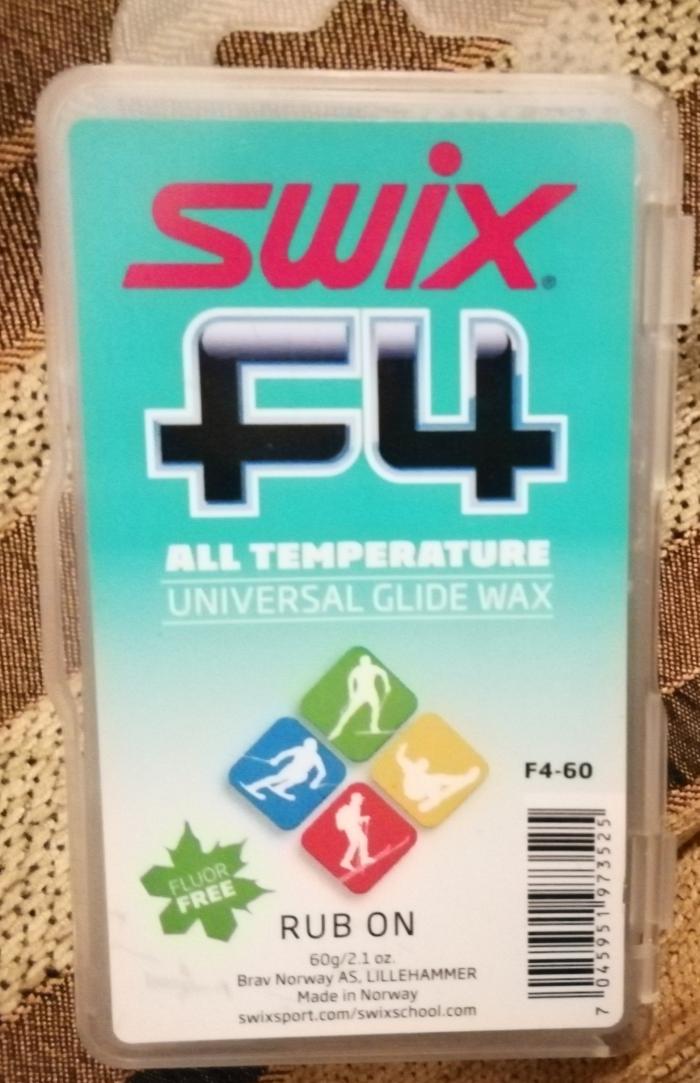 SWIX®
F4
ALL TEMPERATURE
UNIVERSAL GLIDE WAX
F4-60
FLUOR
FREE
RUB ON
60g/2.1 oz.
Brav Norway AS, LILLEHAMMER
Made in Norway
swixsport.com/swixschool.com
7 045951 973525